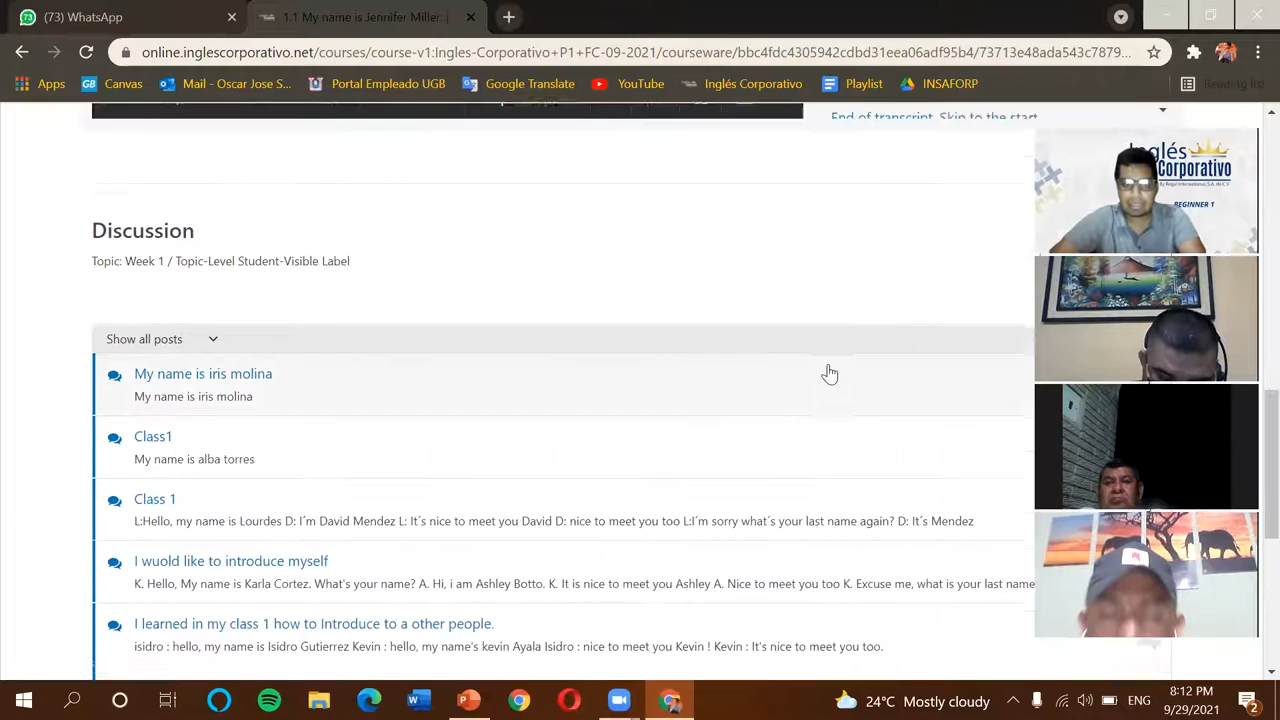 (73) WhatsApp
1.1 My name is Jennifer Miller:
online.inglescorporativo.net/courses/course-v1:Ingles-Corporativo+P1+FC-09-2021/courseware/bbc4fdc4305942cdbd31eea06adf95b4/73713e48ada543c7879...
Apps
Canvas
Mail - Oscar Jose S...
Portal Empleado UGB
Google Translate
YouTube
Inglés Corporativo
Playlist
INSAFORP
Reading list
End of transcript. Skip to the start.
Inglés
Corporativo
By Regal International, S.A. de C.V.
BEGINNER 1
Discussion
Topic: Week 1 / Topic-Level Student-Visible Label
Show all posts
My name is iris molina
My name is iris molina
Class1
My name is alba torres
Class 1
L:Hello, my name is Lourdes D: I´m David Mendez L: It´s nice to meet you David D: nice to meet you too L:I´m sorry what´s your last name again? D: It´s Mendez
I wuold like to introduce myself
K. Hello, My name is Karla Cortez. What's your name? A. Hi, i am Ashley Botto. K. It is nice to meet you Ashley A. Nice to meet you too K. Excuse me, what is your last name
I learned in my class 1 how to Introduce to a other people.
isidro : hello, my name is Isidro Gutierrez Kevin : hello, my name's kevin Ayala Isidro : nice to meet you Kevin ! Kevin : It's nice to meet you too.
24°C Mostly cloudy
ENG
8:12 PM
9/29/2021
2